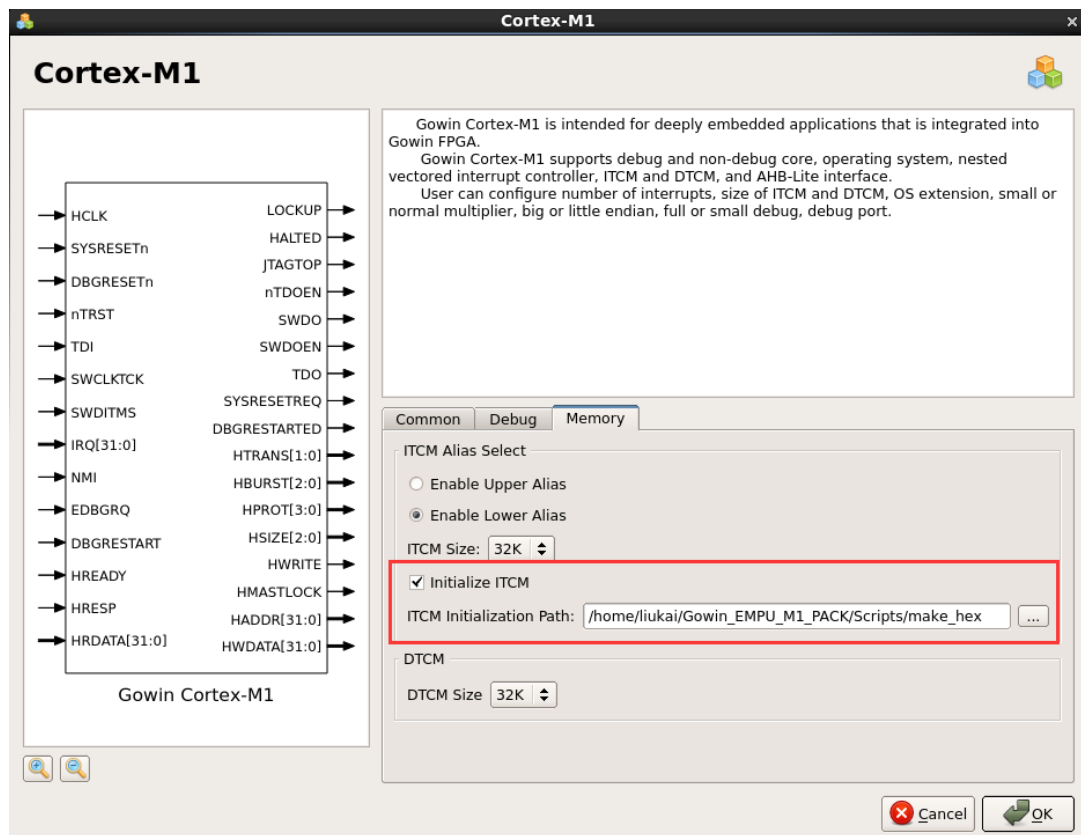 Cortex-M1
Cortex-M1
HCLK
SYSRESETn
DBGRESETn
nTRST
TDI
SWCLKTCK
SWDITMS
IRQ[31:0]
NMI
EDBGRQ
DBGRESTART
HREADY
HRESP
HRDATA[31:0]
LOCKUP
HALTED
JTAGTOP
nTDOEN
SWDO
SWDOEN
TDO
SYSRESETREQ
DBGRESTARTED
HTRANS[1:0]
HBURST[2:0]
HPROT[3:0]
HSIZE[2:0]
HWRITE
HMASTLOCK
HADDR[31:0]
HWDATA[31:0]
Gowin Cortex-M1
Gowin Cortex-M1 is intended for deeply embedded applications that is integrated into
Gowin FPGA.
Gowin Cortex-M1 supports debug and non-debug core, operating system, nested
vectored interrupt controller, ITCM and DTCM, and AHB-Lite interface.
User can configure number of interrupts, size of ITCM and DTCM, OS extension, small or
normal multiplier, big or little endian, full or small debug, debug port.
Common Debug Memory
ITCM Alias Select
Enable Upper Alias
Enable Lower Alias
ITCM Size: 32K
Initialize ITCM
ITCM Initialization Path: /home/liukai/Gowin_EMPU_M1_PACK/Scripts/make_hex ...
DTCM
DTCM Size 32K
Cancel OK